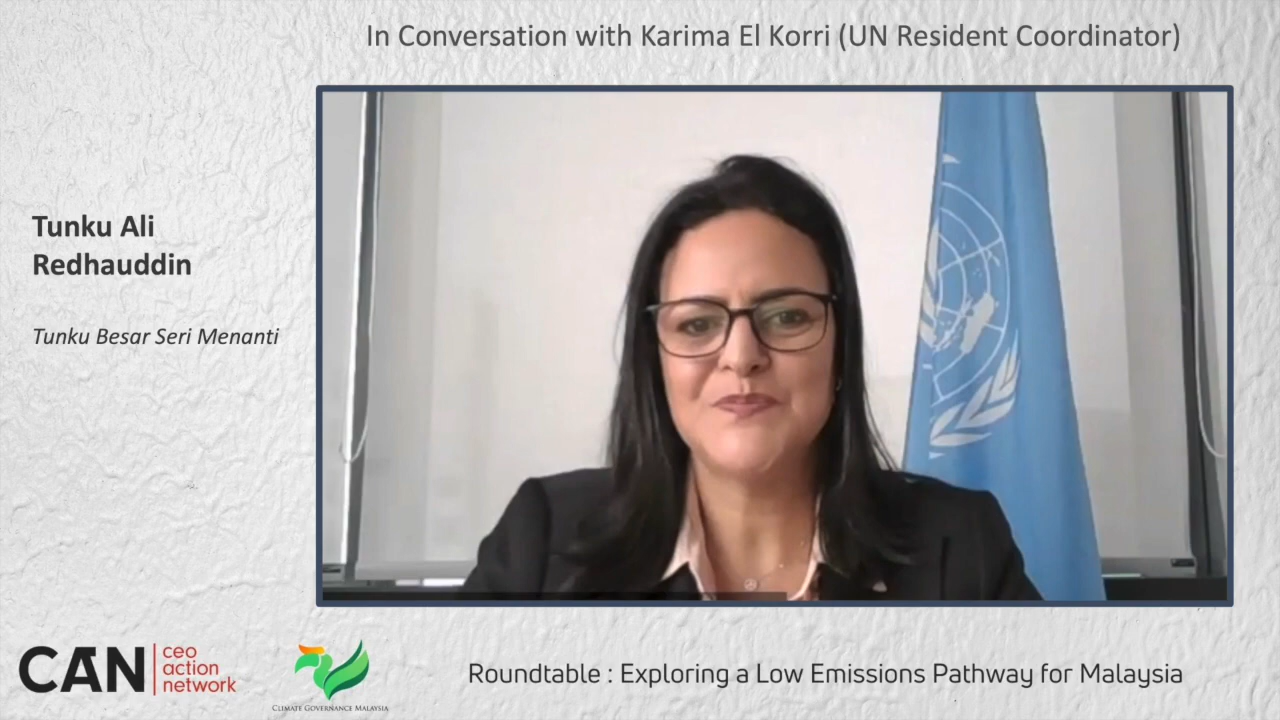 In Conversation with Karima El Korri (UN Resident Coordinator)
Tunku Ali
Redhauddin
Tunku Besar Seri Menanti
CAN
ceo
action
network
CLIMATE GOVERNANCE MALAYSIA
Roundtable : Exploring a Low Emissions Pathway for Malaysia